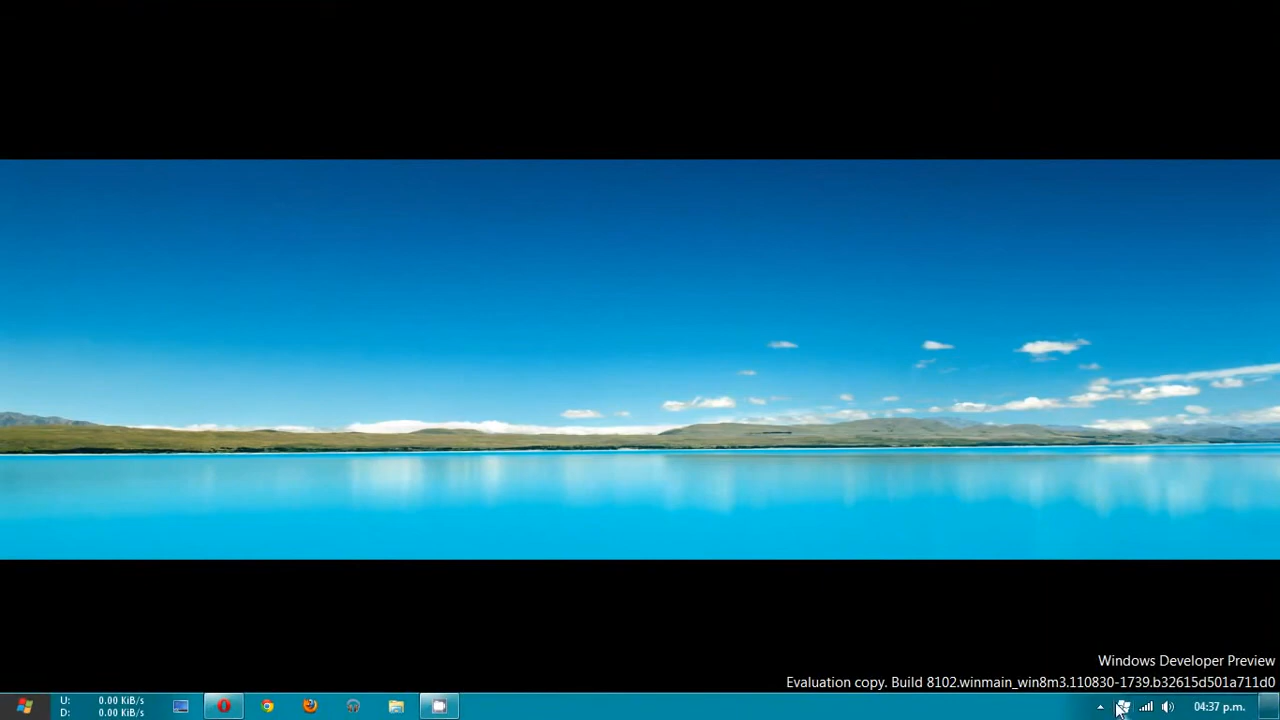 Windows Developer Preview
Evaluation copy. Build 8102.winmain_win8m3.110830-1739.b32615d501a711d0
U: 0.00 KiB/s
D: 0.00 KiB/s
04:37 p.m.